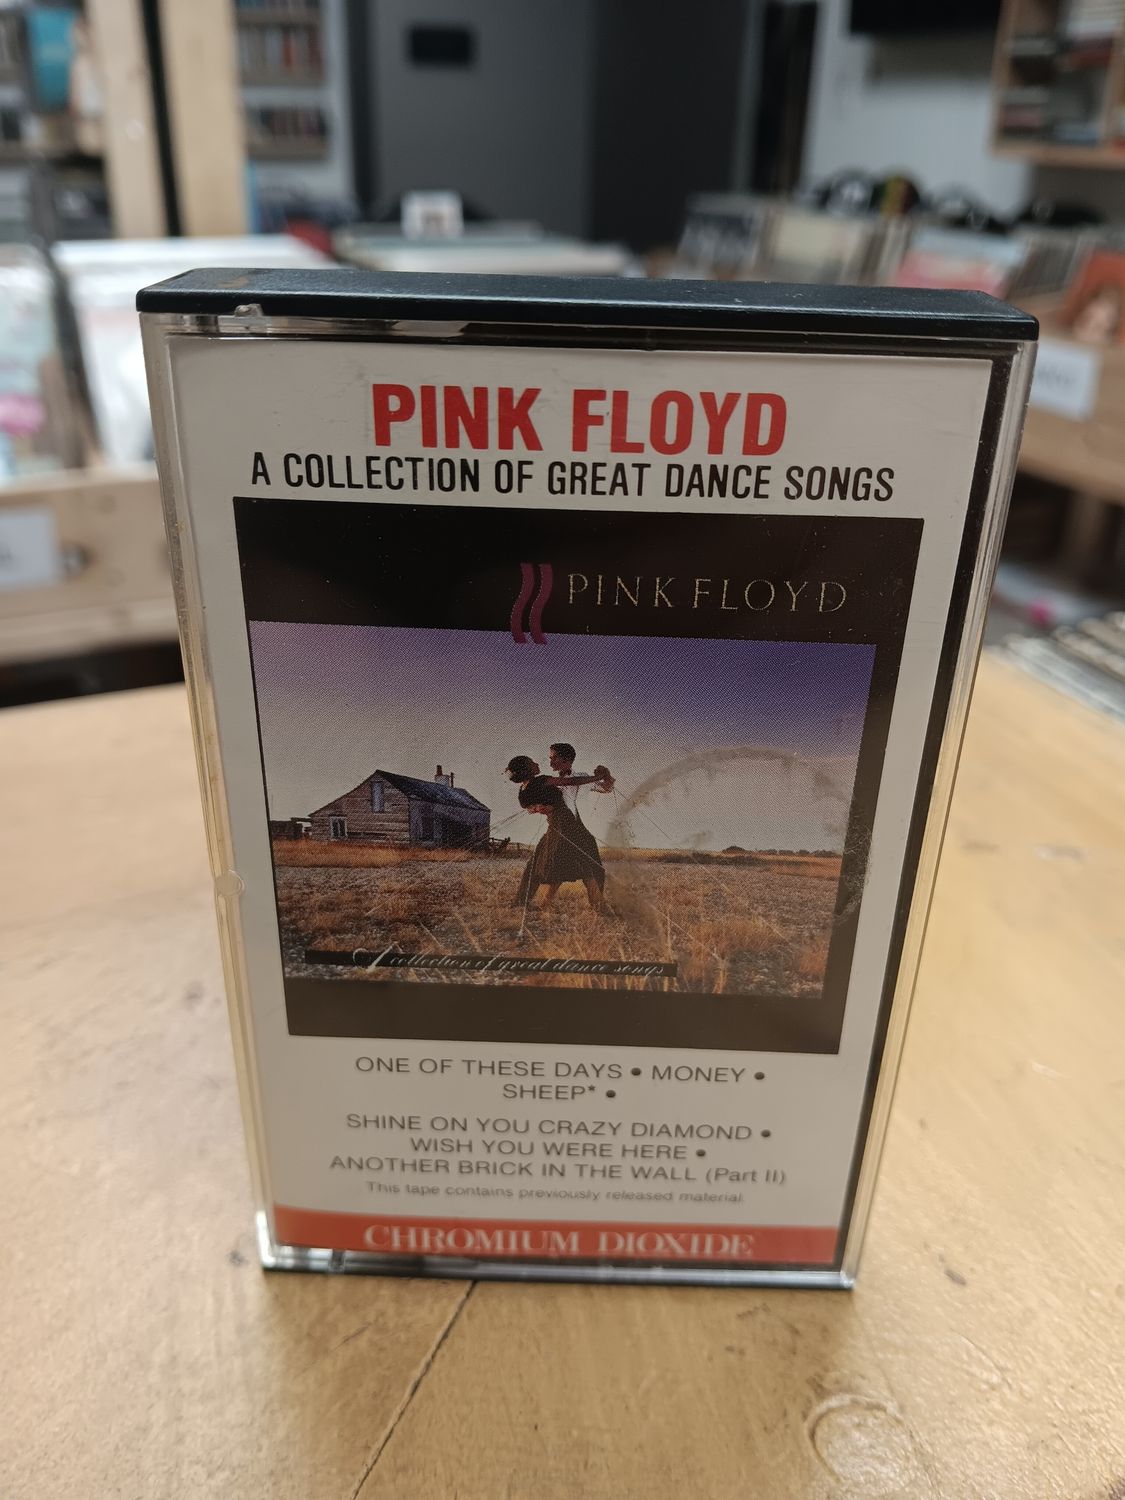 PINK FLOYD
A COLLECTION OF GREAT DANCE SONGS
PINK FLOYD
A collection of great dance songs
ONE OF THESE DAYS • MONEY •
SHEEP* •
SHINE ON YOU CRAZY DIAMOND •
WISH YOU WERE HERE •
ANOTHER BRICK IN THE WALL (Part II)
This tape contains previously released material
CHROMIUM DIOXIDE